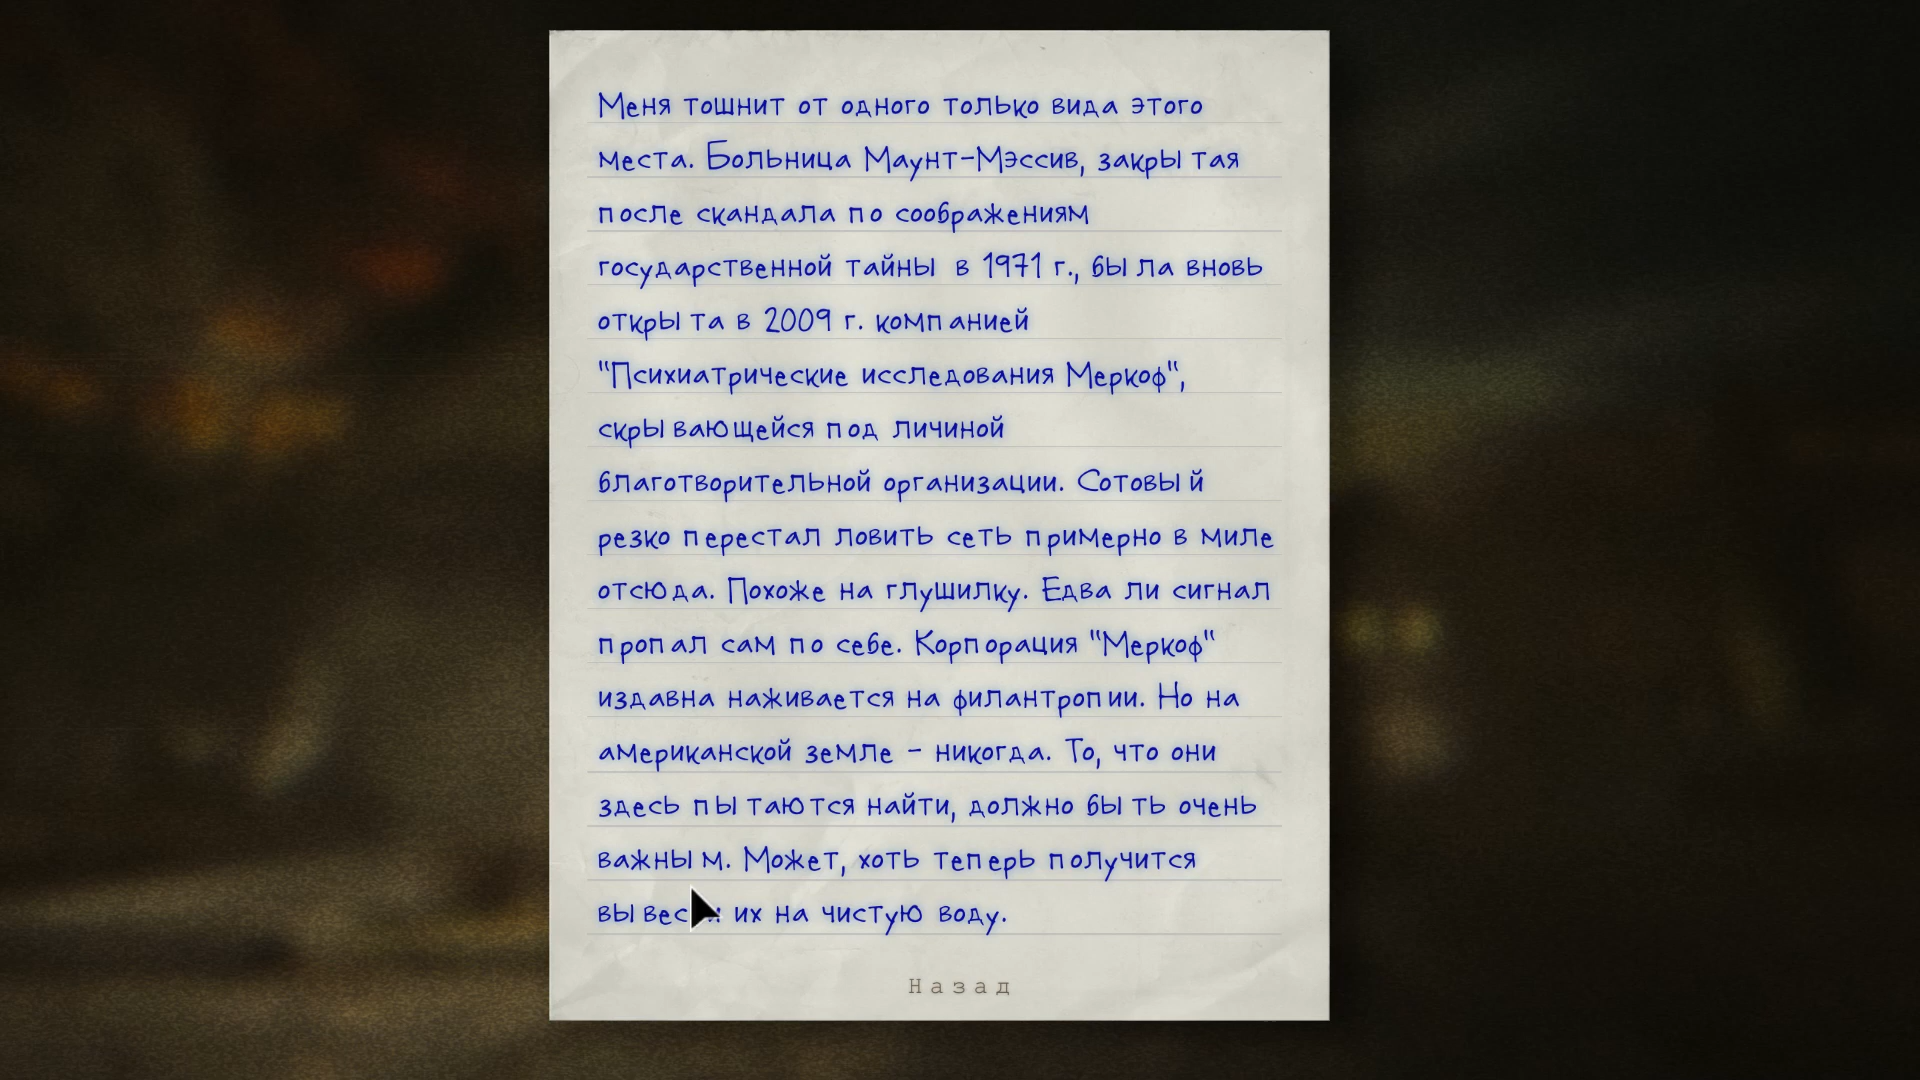 Меня тошнит от одного только вида этого
места. Больница Маунт-Мэссив, закрытая
после скандала по соображениям
государственной тайны в 1971 г., была вновь
открыта в 2009 г. компанией
"Психиатрические исследования Меркоф",
скрывающейся под личиной
благотворительной организации. Сотовый
резко перестал ловить сеть примерно в миле
отсюда. Похоже на глушилку. Едва ли сигнал
пропал сам по себе. Корпорация "Меркоф"
издавна наживается на филантропии. Но на
американской земле - никогда. То, что они
здесь пытаются найти, должно быть очень
важным. Может, хоть теперь получится
вывести их на чистую воду.
Назад